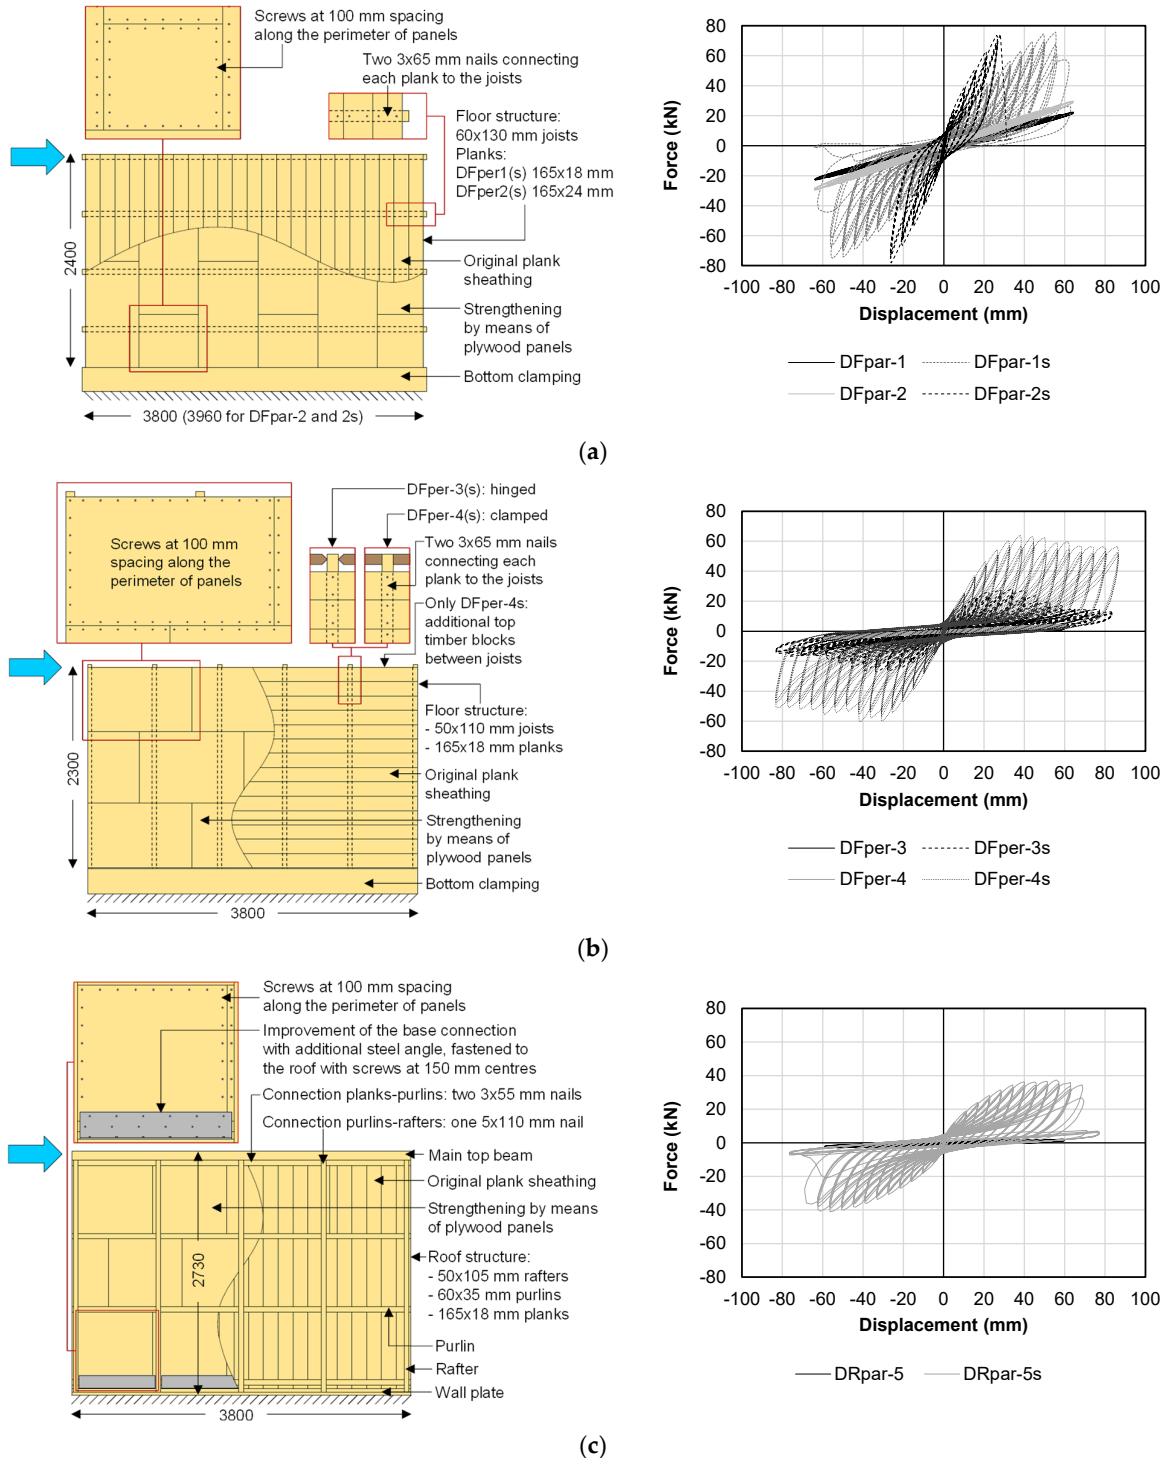 Screws at 100 mm spacing
along the perimeter of panels
Two 3x65 mm nails connecting
each plank to the joists
Floor structure:
60x130 mm joists
Planks:
DFper1(s) 165x18 mm
DFper2(s) 165x24 mm
2400
Original plank
sheathing
Strengthening
by means of
plywood panels
Bottom clamping
3800 (3960 for DFpar-2 and 2s)
80
60
40
20
0
-20
-40
-60
-80
Force (kN)
-100 -80 -60 -40 -20 0 20 40 60 80 100
Displacement (mm)
DFpar-1 DFpar-1s
DFpar-2 DFpar-2s
(a)
DFper-3(s): hinged
DFper-4(s): clamped
Screws at 100 mm
spacing along the
perimeter of panels
Two 3x65 mm nails
connecting each
plank to the joists
Only DFper-4s:
additional top
timber blocks
between joists
2300
Floor structure:
- 50x110 mm joists
- 165x18 mm planks
Original plank
sheathing
Strengthening
by means of
plywood panels
Bottom clamping
3800
80
60
40
20
0
-20
-40
-60
-80
Force (kN)
-100 -80 -60 -40 -20 0 20 40 60 80 100
Displacement (mm)
DFper-3 DFper-3s
DFper-4 DFper-4s
(b)
Screws at 100 mm spacing
along the perimeter of panels
Improvement of the base connection
with additional steel angle, fastened to
the roof with screws at 150 mm centres
Connection planks-purlins: two 3x55 mm nails
Connection purlins-rafters: one 5x110 mm nail
Main top beam
Original plank sheathing
Strengthening by means
of plywood panels
2730
Roof structure:
- 50x105 mm rafters
- 60x35 mm purlins
- 165x18 mm planks
Purlin
Rafter
Wall plate
3800
80
60
40
20
0
-20
-40
-60
-80
Force (kN)
-100 -80 -60 -40 -20 0 20 40 60 80 100
Displacement (mm)
DRpar-5 DRpar-5s
(c)